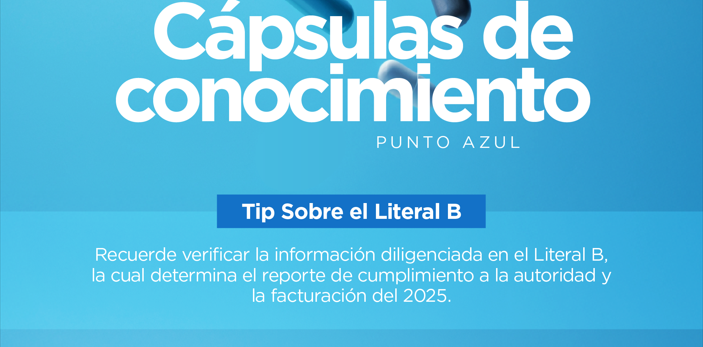 Cápsulas de
conocimiento
PUNTO AZUL
Tip Sobre el Literal B
Recuerde verificar la información diligenciada en el Literal B,
la cual determina el reporte de cumplimiento a la autoridad y
la facturación del 2025.